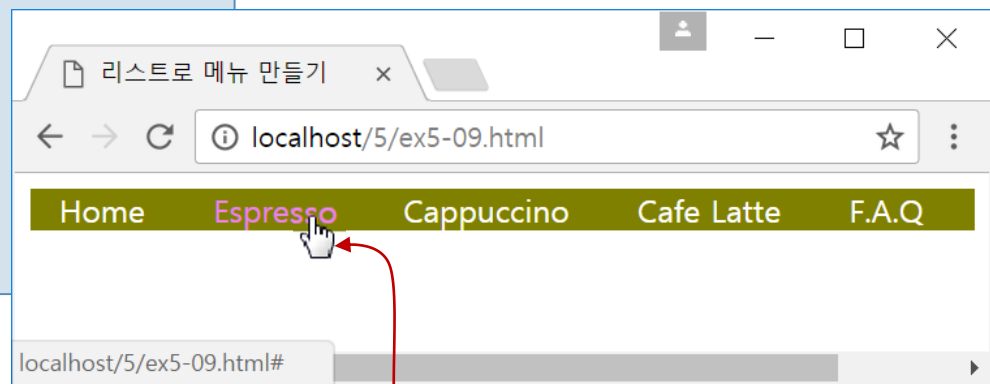 리스트로 메뉴 만들기
localhost/5/ex5-09.html
Home Espresso Cappuccino Cafe Latte F.A.Q
localhost/5/ex5-09.html#